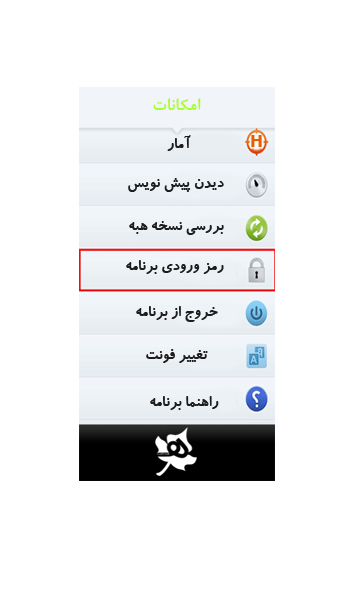 امکانات
آمار
دیدن پیش نویس
بررسی نسخه هبه
رمز ورودی برنامه
خروج از برنامه
تغییر فونت
راهنما برنامه